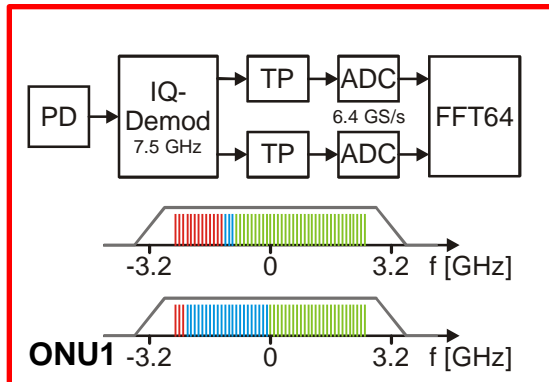 PD
IQ-
Demod
7.5 GHz
TP
ADC
6.4 GS/s
TP
ADC
FFT64
-3.2 0 3.2 f [GHz]
ONU1 -3.2 0 3.2 f [GHz]